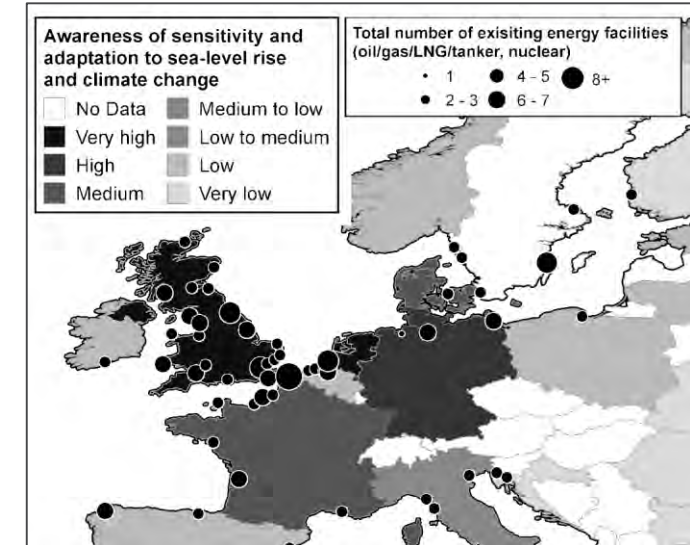 Awareness of sensitivity and
adaptation to sea-level rise
and climate change
No Data
Very high
High
Medium
Medium to low
Low to medium
Low
Very low
Total number of exisiting energy facilities
(oil/gas/LNG/tanker, nuclear)
1
2 - 3
4 - 5
6 - 7
8+